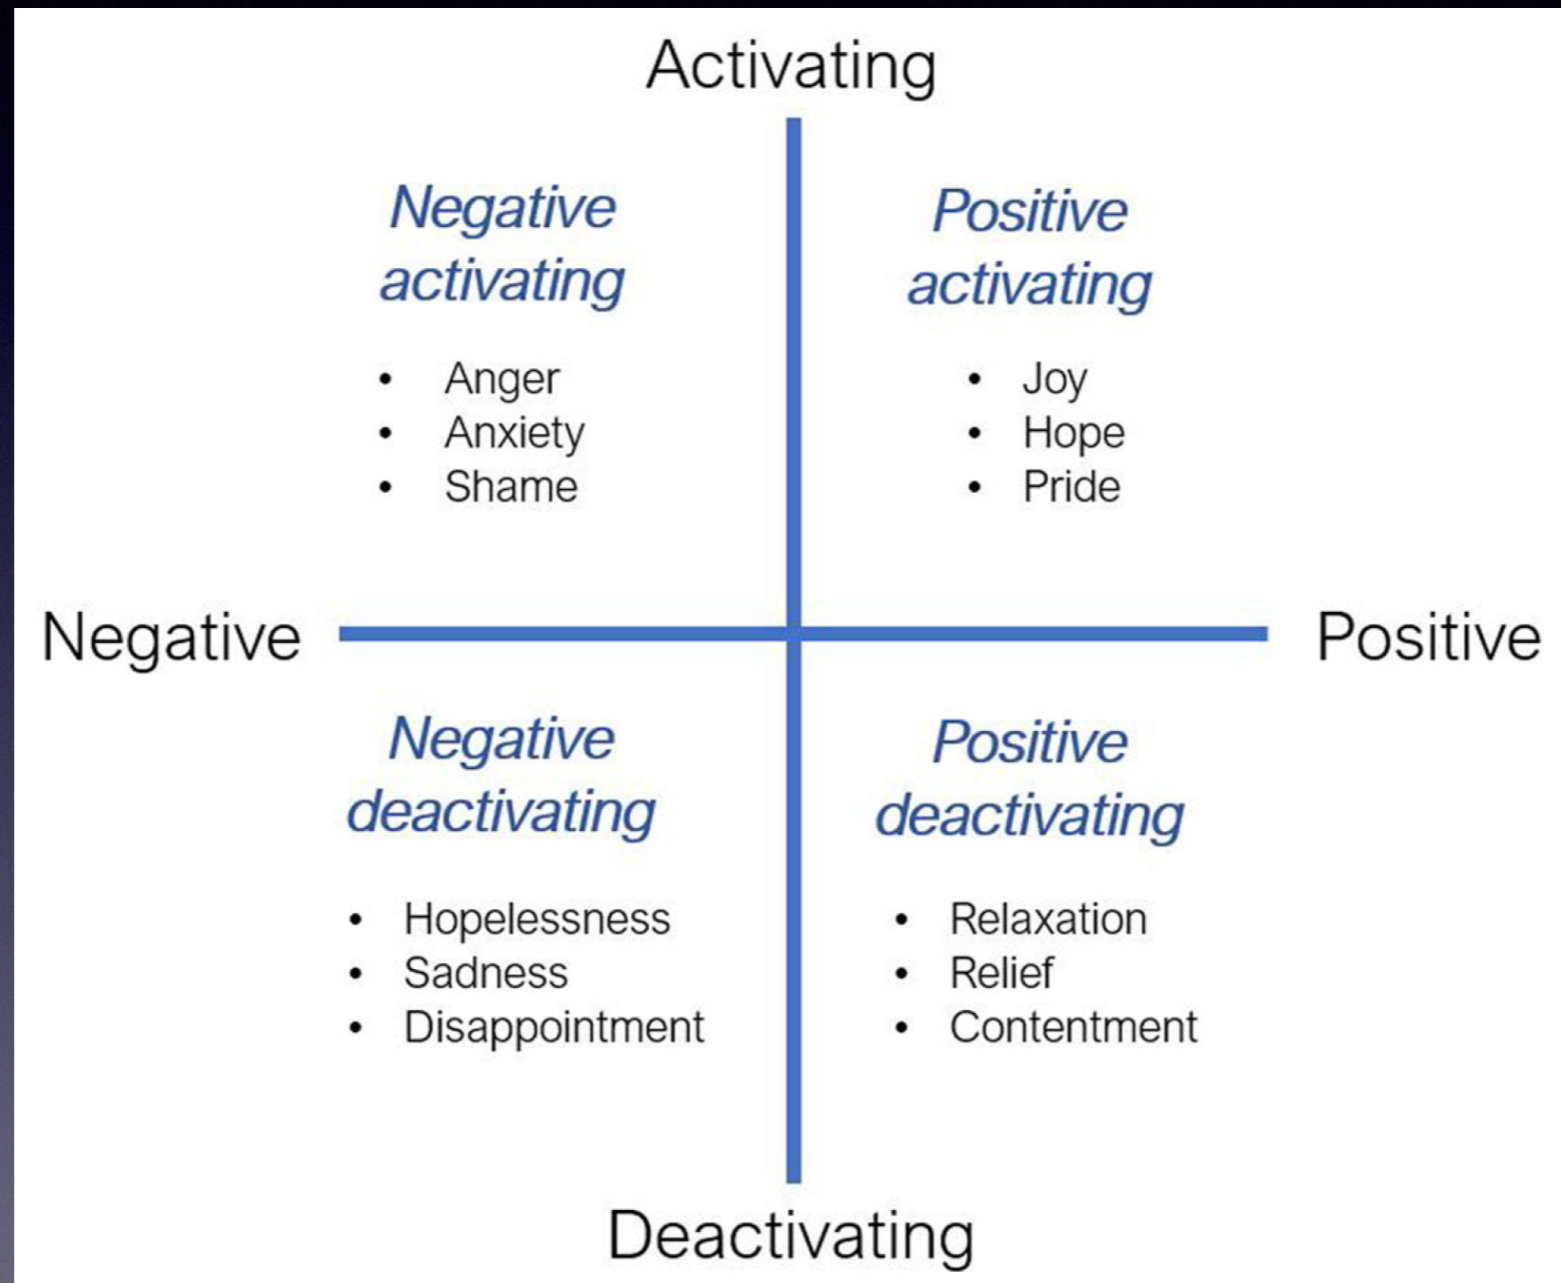 Activating
Negative
activating
• Anger
• Anxiety
• Shame
Positive
activating
• Joy
• Hope
• Pride
Negative
Positive
Negative
deactivating
• Hopelessness
• Sadness
• Disappointment
Positive
deactivating
• Relaxation
• Relief
• Contentment
Deactivating